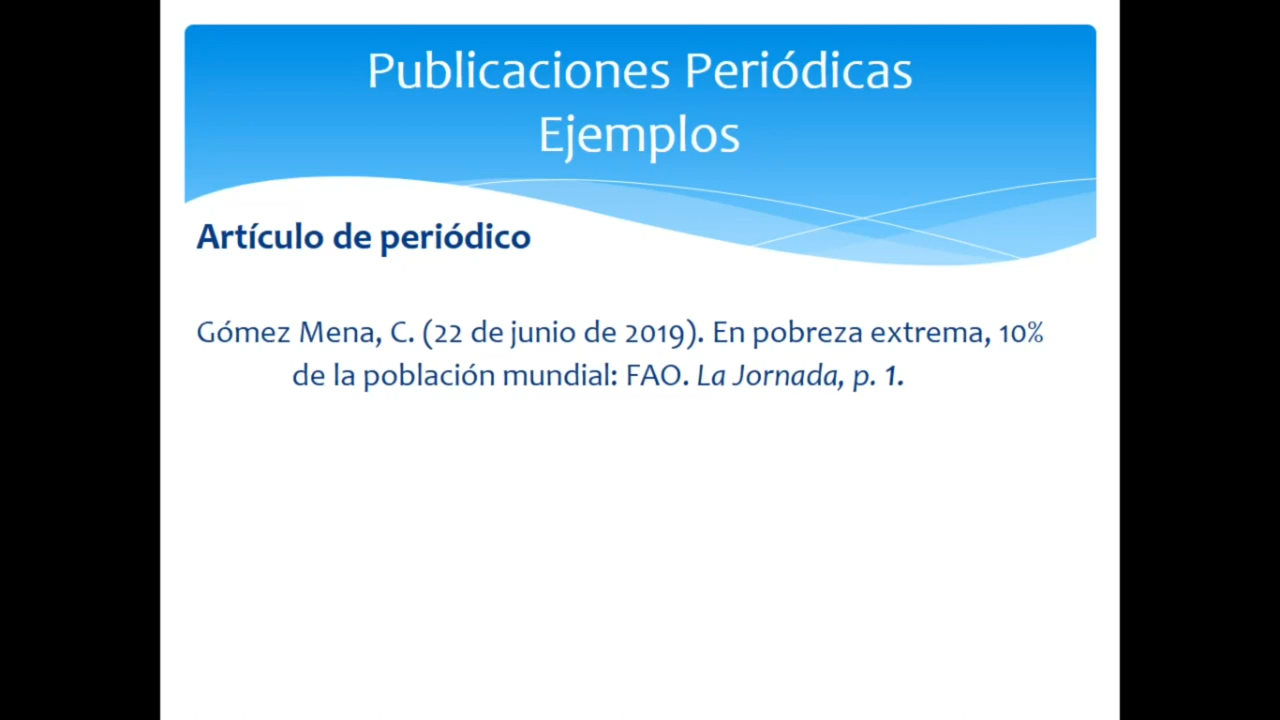 Publicaciones Periódicas
Ejemplos
Artículo de periódico
Gómez Mena, C. (22 de junio de 2019). En pobreza extrema, 10%
de la población mundial: FAO. La Jornada, p. 1.